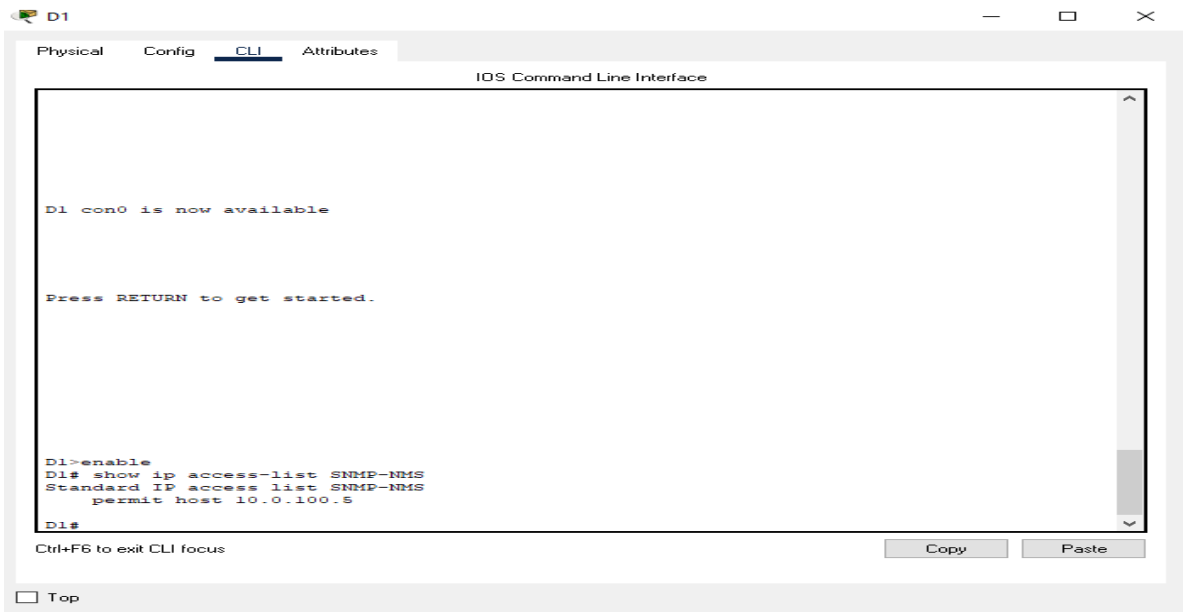 D1
Physical Config CLI Attributes
IOS Command Line Interface
D1 con0 is now available
Press RETURN to get started.
D1>enable
D1# show ip access-list SNMP-NMS
Standard IP access list SNMP-NMS
permit host 10.0.100.5
D1#
Ctrl+F6 to exit CLI focus
Copy Paste
Top